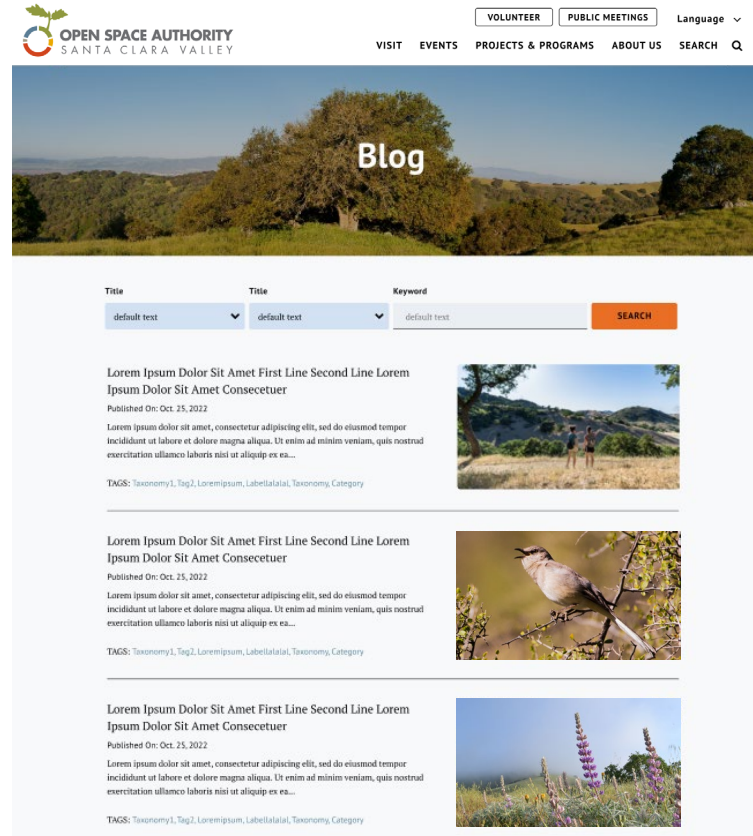 VOLUNTEER PUBLIC MEETINGS Language
OPEN SPACE AUTHORITY
SANTA CLARA VALLEY
VISIT EVENTS PROJECTS & PROGRAMS ABOUT US SEARCH
Blog
Title Title Keyword
default text default text default text SEARCH
Lorem Ipsum Dolor Sit Amet First Line Second Line Lorem
Ipsum Dolor Sit Amet Consecetuer
Published On: Oct. 25, 2022
Lorem ipsum dolor sit amet, consectetur adipiscing elit, sed do eiusmod tempor
incididunt ut labore et dolore magna aliqua. Ut enim ad minim veniam, quis nostrud
exercitation ullamco laboris nisi ut aliquip ex ea...
TAGS: Taxonomy1, Tag2, Loremipsum, Labellalalal, Taxonomy, Category
Lorem Ipsum Dolor Sit Amet First Line Second Line Lorem
Ipsum Dolor Sit Amet Consecetuer
Published On: Oct. 25, 2022
Lorem ipsum dolor sit amet, consectetur adipiscing elit, sed do eiusmod tempor
incididunt ut labore et dolore magna aliqua. Ut enim ad minim veniam, quis nostrud
exercitation ullamco laboris nisi ut aliquip ex ea...
TAGS: Taxonomy1, Tag2, Loremipsum, Labellalalal, Taxonomy, Category
Lorem Ipsum Dolor Sit Amet First Line Second Line Lorem
Ipsum Dolor Sit Amet Consecetuer
Published On: Oct. 25, 2022
Lorem ipsum dolor sit amet, consectetur adipiscing elit, sed do eiusmod tempor
incididunt ut labore et dolore magna aliqua. Ut enim ad minim veniam, quis nostrud
exercitation ullamco laboris nisi ut aliquip ex ea...
TAGS: Taxonomy1, Tag2, Loremipsum, Labellalalal, Taxonomy, Category